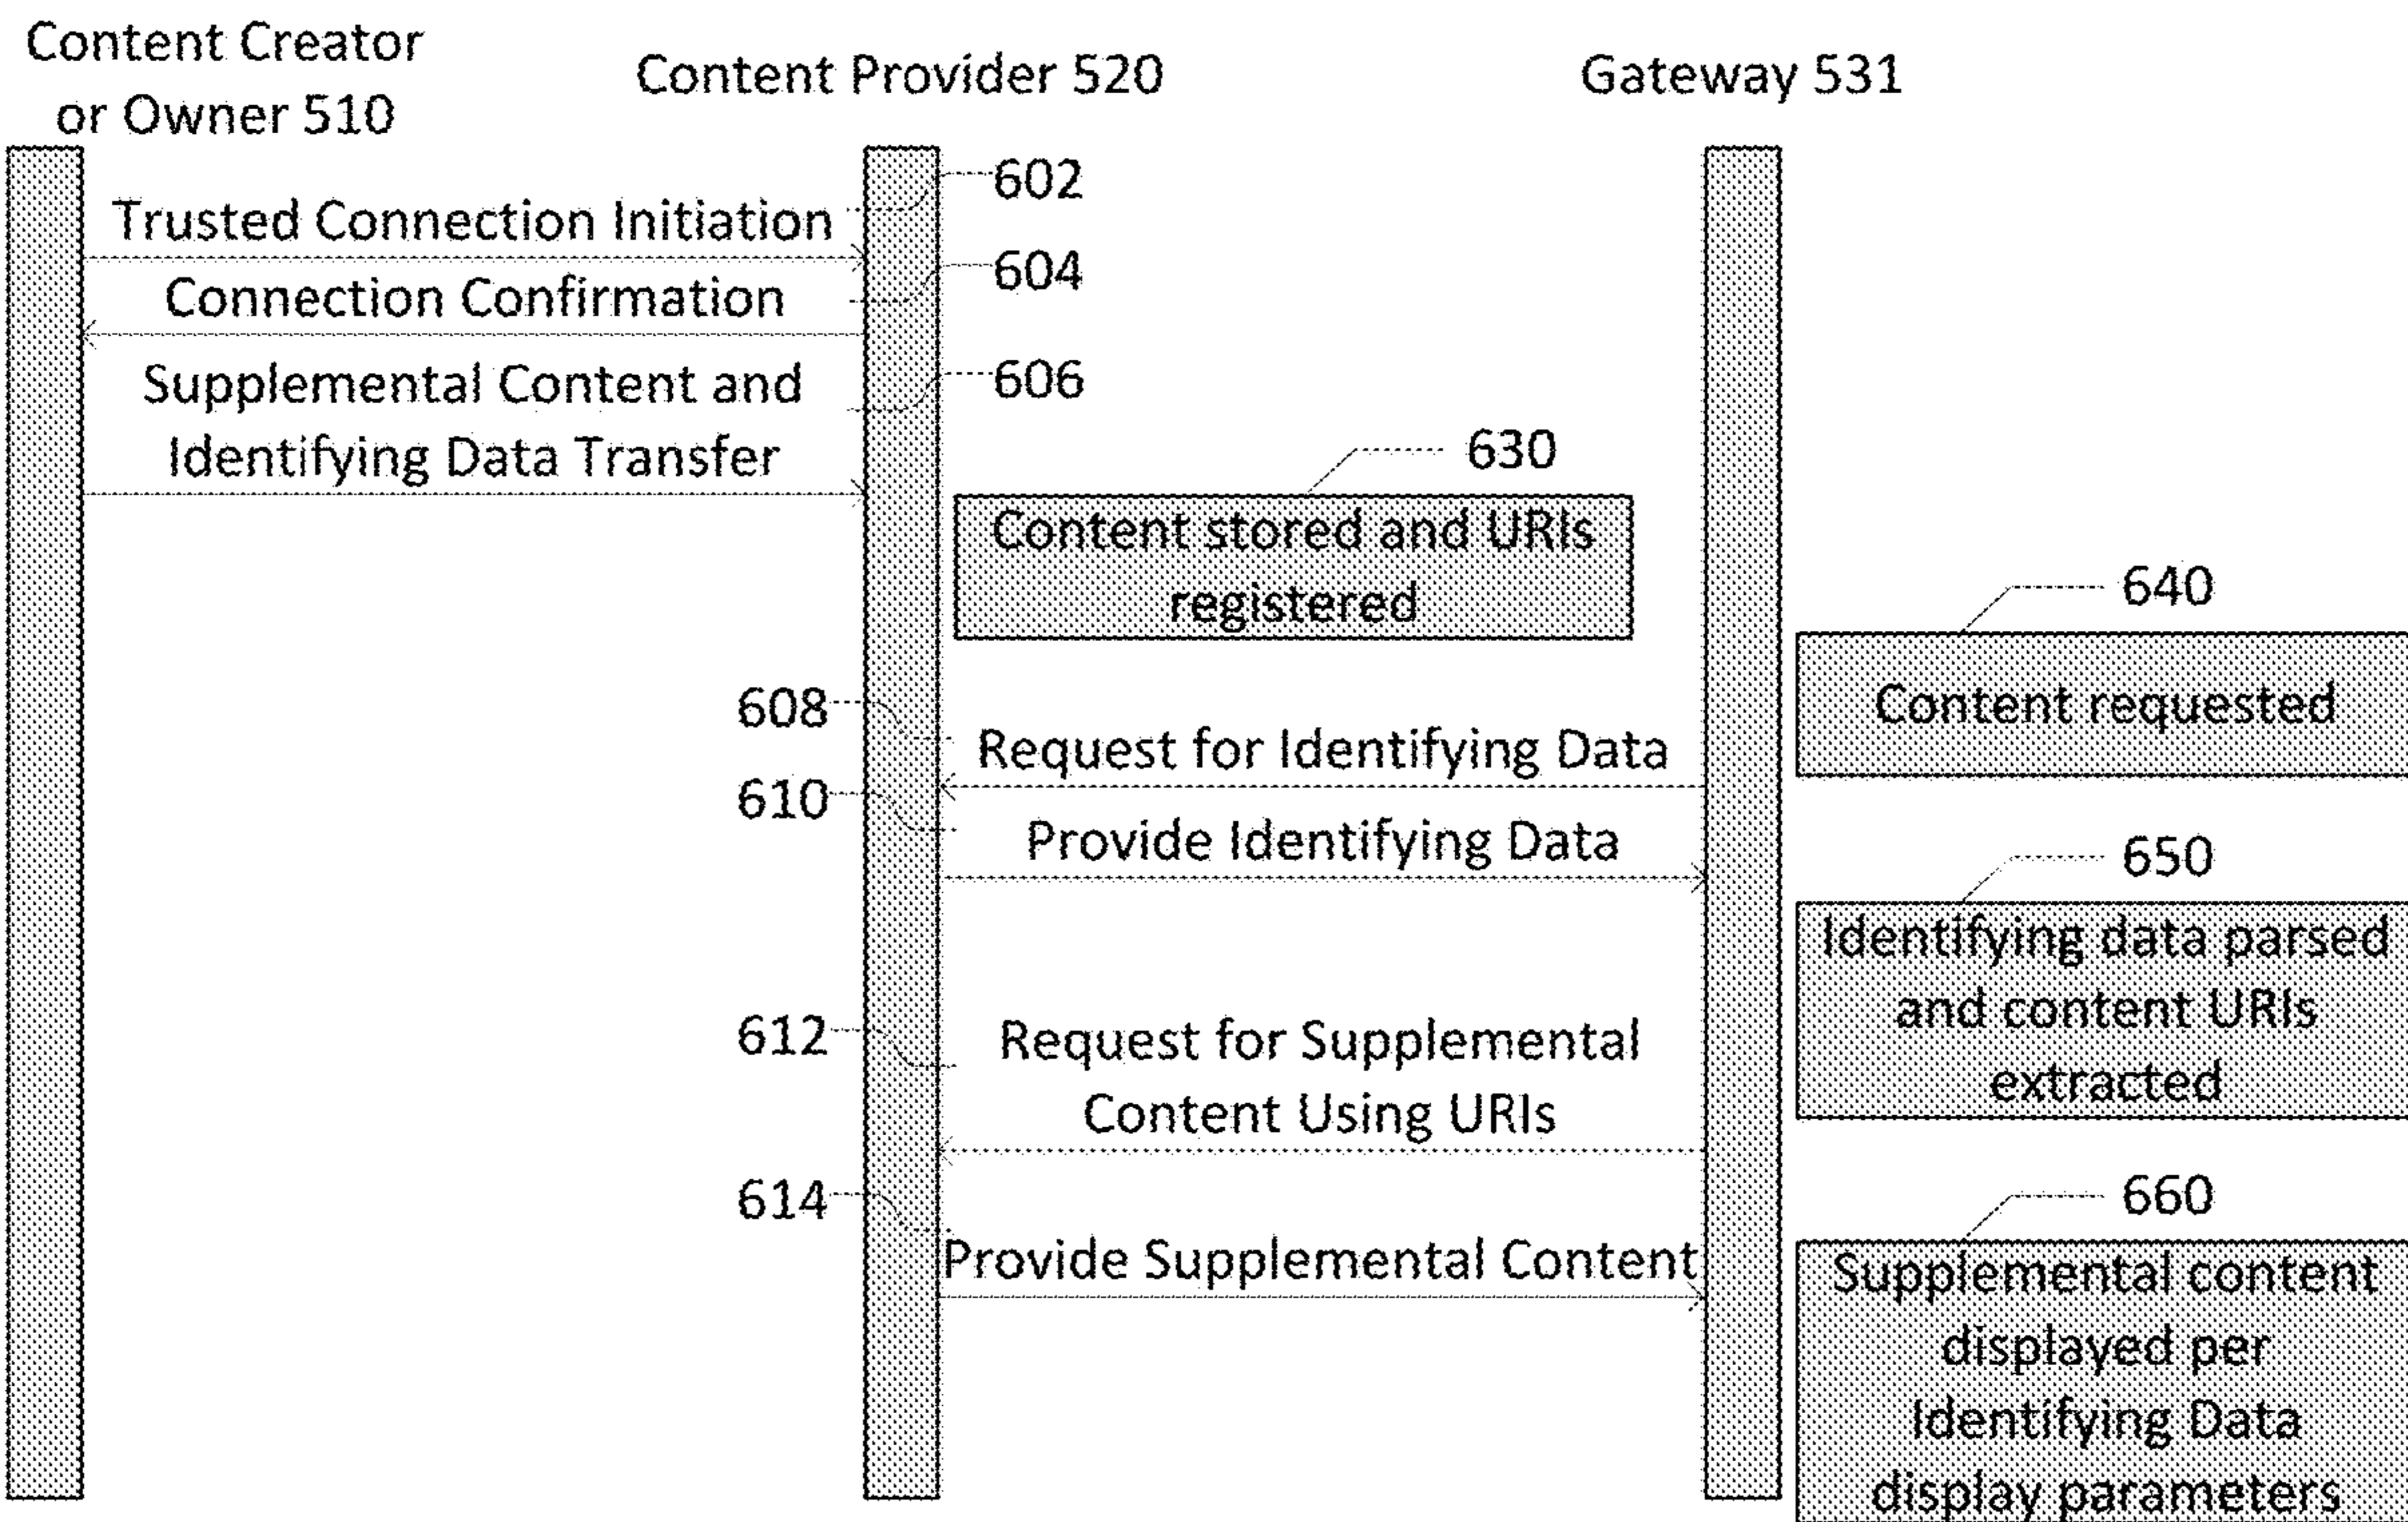 Content Creator
or Owner 510
Content Provider 520
Gateway 531
602
Trusted Connection Initiation
604
Connection Confirmation
606
Supplemental Content and
Identifying Data Transfer
630
Content stored and URIs
registered
640
Content requested
608
Request for Identifying Data
610
Provide Identifying Data
650
Identifying data parsed
and content URIs
extracted
612
Request for Supplemental
Content Using URIs
614
Provide Supplemental Content
660
Supplemental content
displayed per
Identifying Data
display parameters